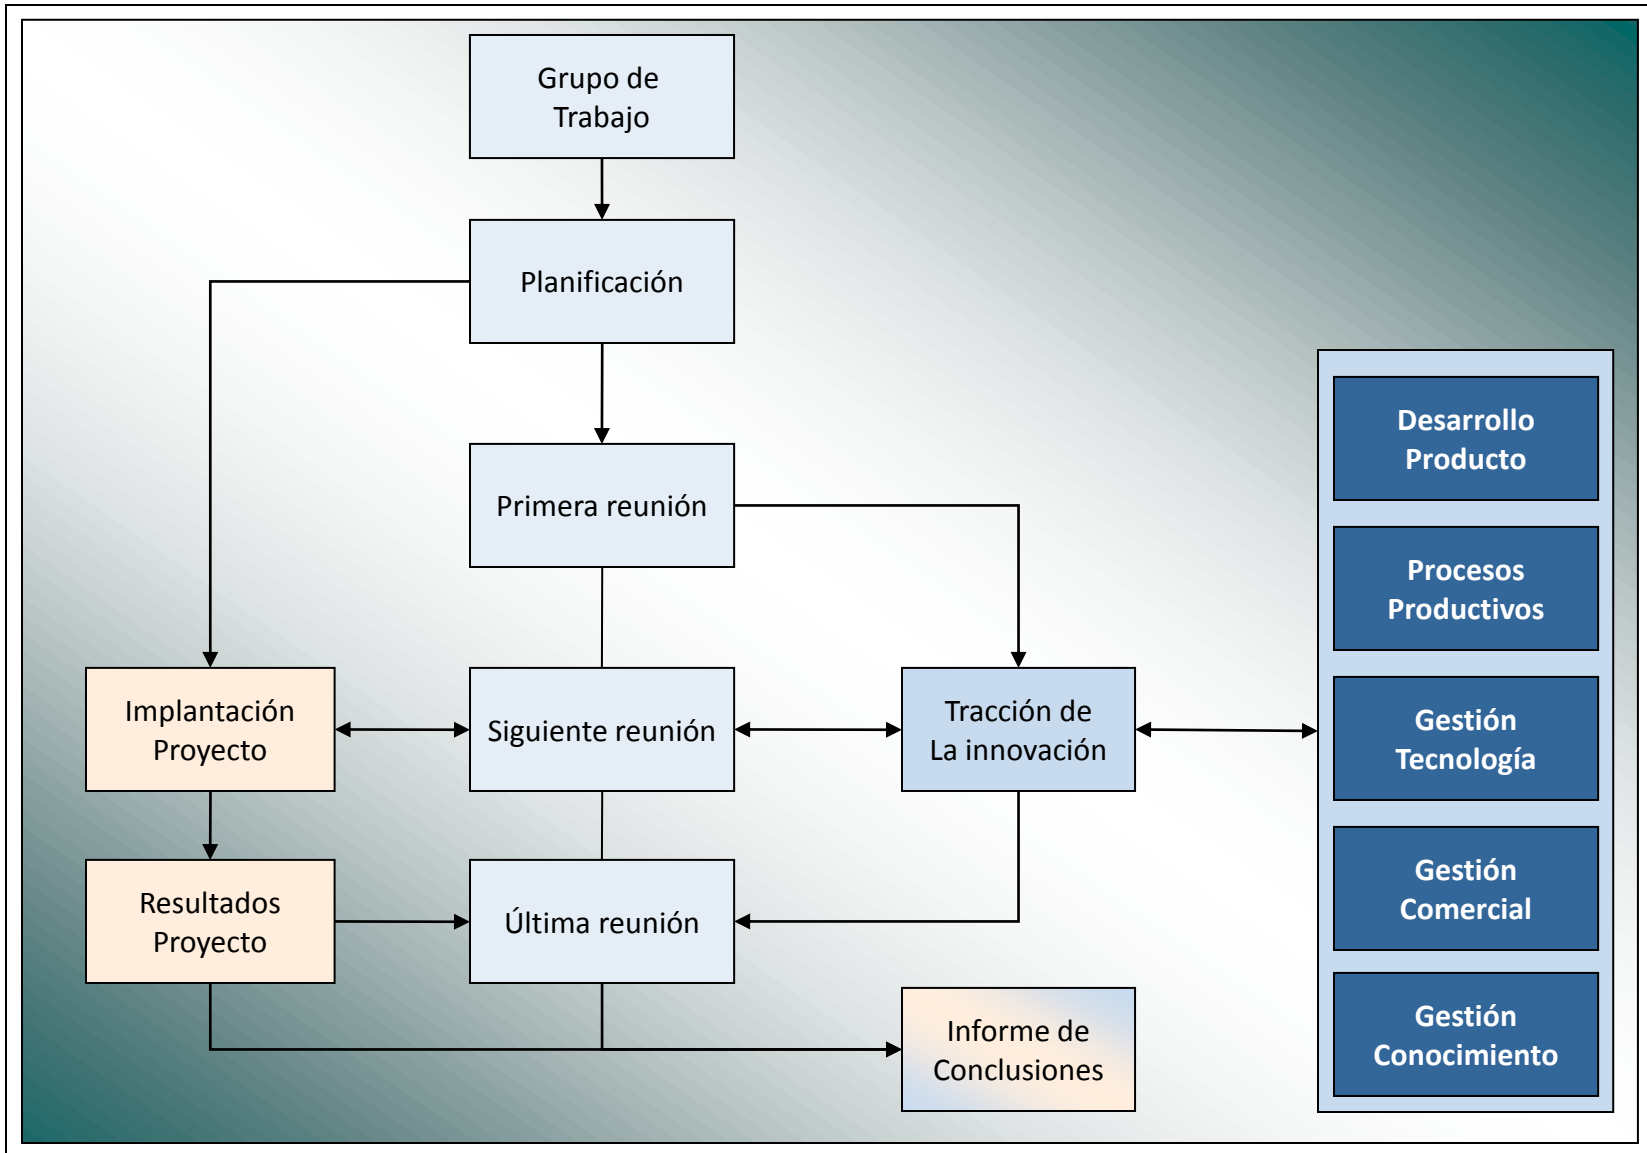 Grupo de
Trabajo
Planificación
Primera reunión
Implantación
Proyecto
Siguiente reunión
Tracción de
La innovación
Resultados
Proyecto
Última reunión
Informe de
Conclusiones
Desarrollo
Producto
Procesos
Productivos
Gestión
Tecnología
Gestión
Comercial
Gestión
Conocimiento